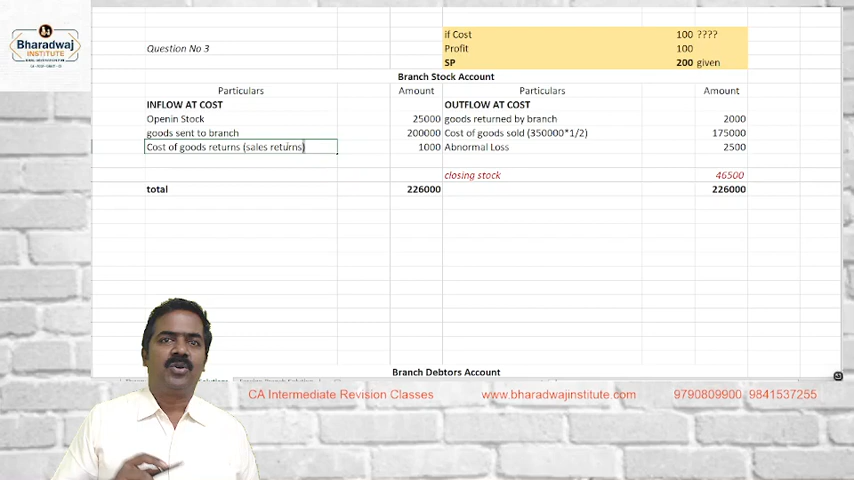 Bharadwaj
INSTITUTE
if Cost 100 ????
Question No 3 Profit 100
SP 200 given
Branch Stock Account
Particulars Amount Particulars Amount
INFLOW AT COST OUTFLOW AT COST
Openin Stock 25000 goods returned by branch 2000
goods sent to branch 200000 Cost of goods sold (350000*1/2) 175000
Cost of goods returns (sales returns) 1000 Abnormal Loss 2500
closing stock 46500
total 226000 226000
Branch Debtors Account
CA Intermediate Revision Classes www.bharadwajinstitute.com 9790809900 9841537255